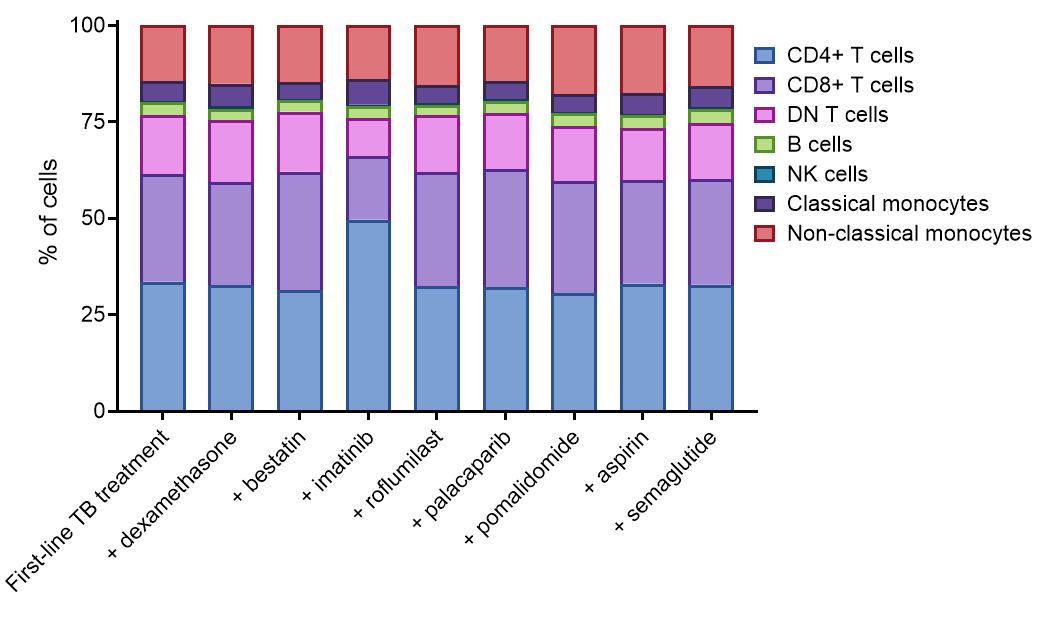 100
75
50
25
0
% of cells
First-line TB treatment
+ dexamethasone
+ bestatin
+ imatinib
+ roflumilast
+ palacaparib
+ pomalidomide
+ aspirin
+ semaglutide
CD4+ T cells
CD8+ T cells
DN T cells
B cells
NK cells
Classical monocytes
Non-classical monocytes